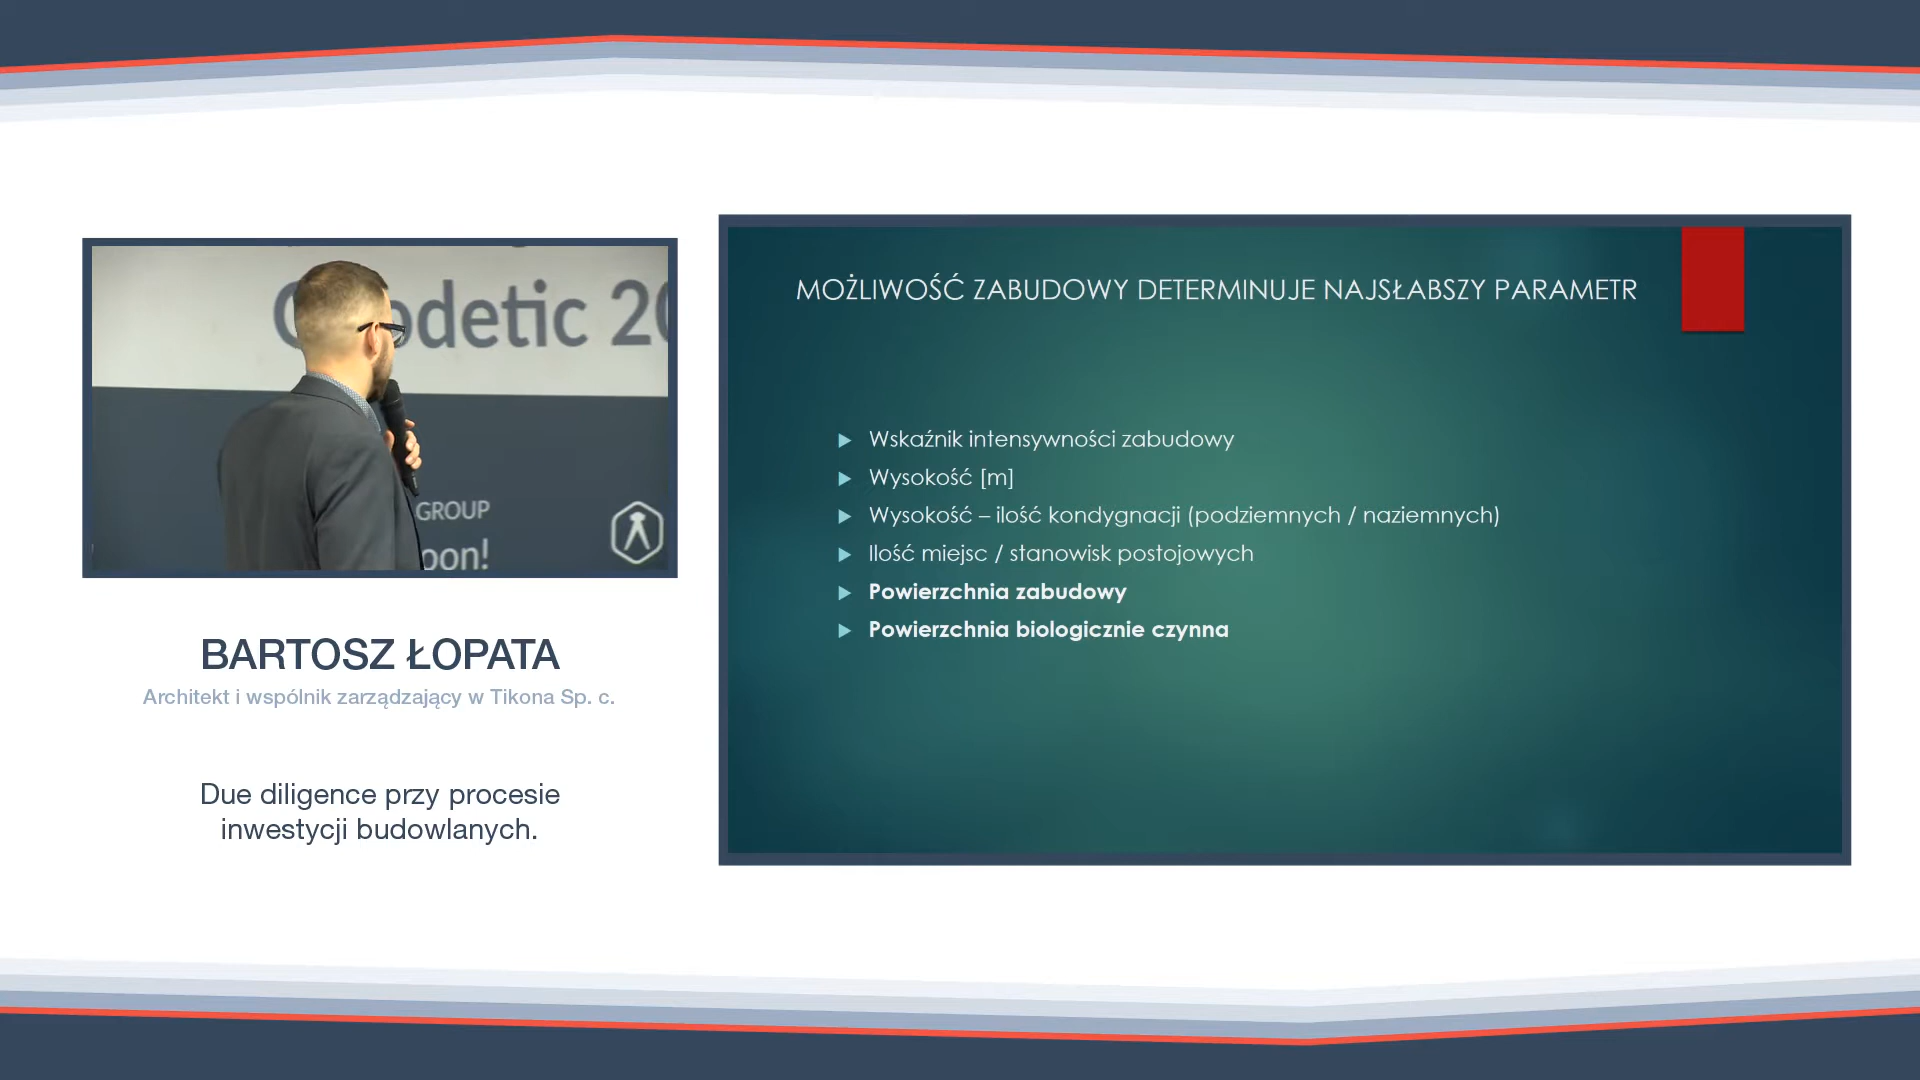 odetic 20
GROUP
oon!
BARTOSZ ŁOPATA
Architekt i wspólnik zarządzający w Tikona Sp. c.
Due diligence przy procesie
inwestycji budowlanych.
MOŻLIWOŚĆ ZABUDOWY DETERMINUJE NAJSŁABSZY PARAMETR
Wskaźnik intensywności zabudowy
Wysokość [m]
Wysokość – ilość kondygnacji (podziemnych / naziemnych)
Ilość miejsc / stanowisk postojowych
Powierzchnia zabudowy
Powierzchnia biologicznie czynna